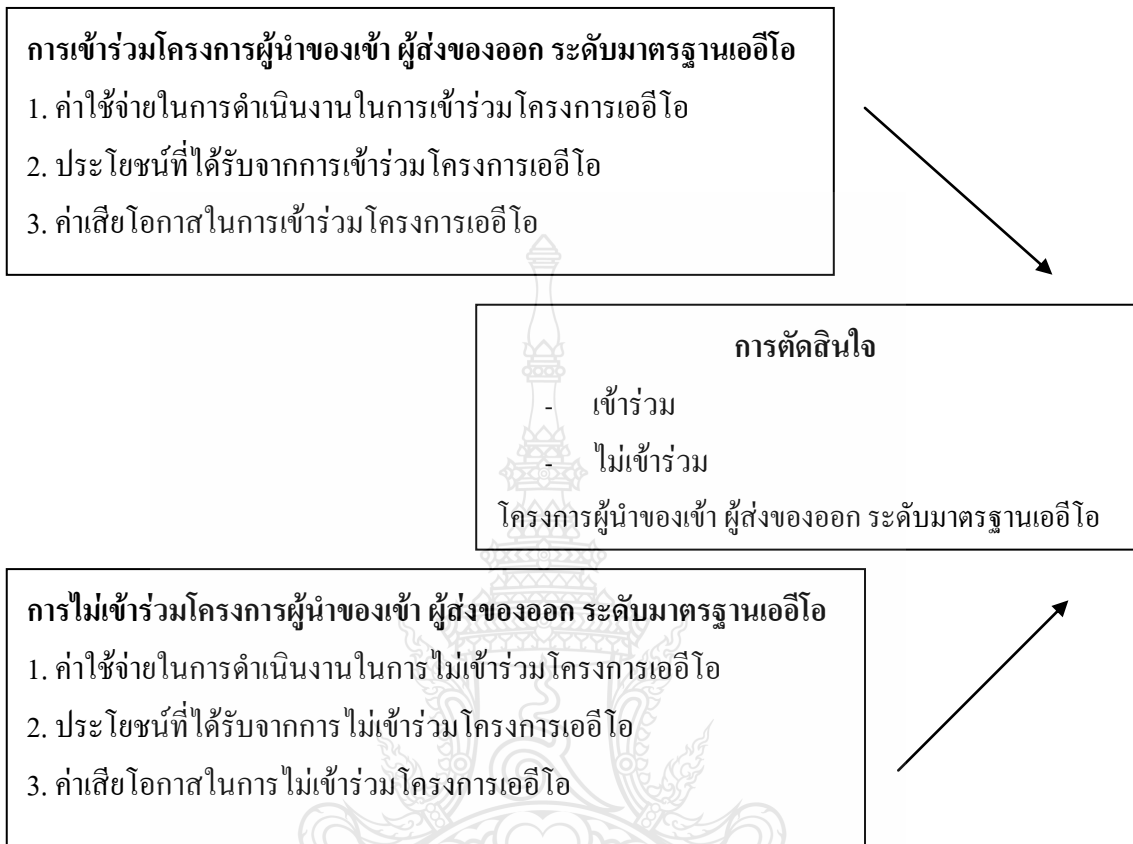 การเข้าร่วมโครงการผู้นำของเข้า ผู้ส่งของออก ระดับมาตรฐานเออีโอ
1. ค่าใช้จ่ายในการดำเนินงานในการเข้าร่วมโครงการเออีโอ
2. ประโยชน์ที่ได้รับจากการเข้าร่วมโครงการเออีโอ
3. ค่าเสียโอกาสในการเข้าร่วมโครงการเออีโอ
การตัดสินใจ
- เข้าร่วม
- ไม่เข้าร่วม
โครงการผู้นำของเข้า ผู้ส่งของออก ระดับมาตรฐานเออีโอ
การไม่เข้าร่วมโครงการผู้นำของเข้า ผู้ส่งของออก ระดับมาตรฐานเออีโอ
1. ค่าใช้จ่ายในการดำเนินงานในการไม่เข้าร่วมโครงการเออีโอ
2. ประโยชน์ที่ได้รับจากการไม่เข้าร่วมโครงการเออีโอ
3. ค่าเสียโอกาสในการไม่เข้าร่วมโครงการเออีโอ